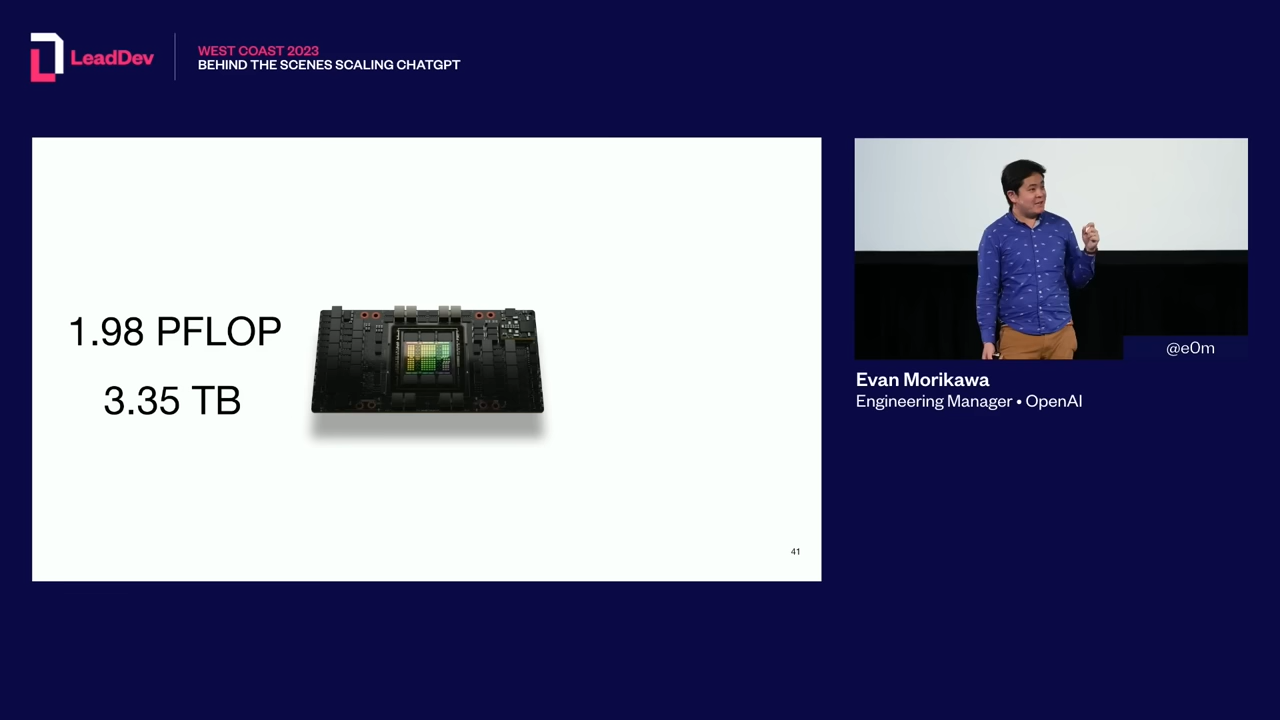 LeadDev
WEST COAST 2023
BEHIND THE SCENES SCALING CHATGPT
1.98 PFLOP
3.35 TB
41
@e0m
Evan Morikawa
Engineering Manager • OpenAI